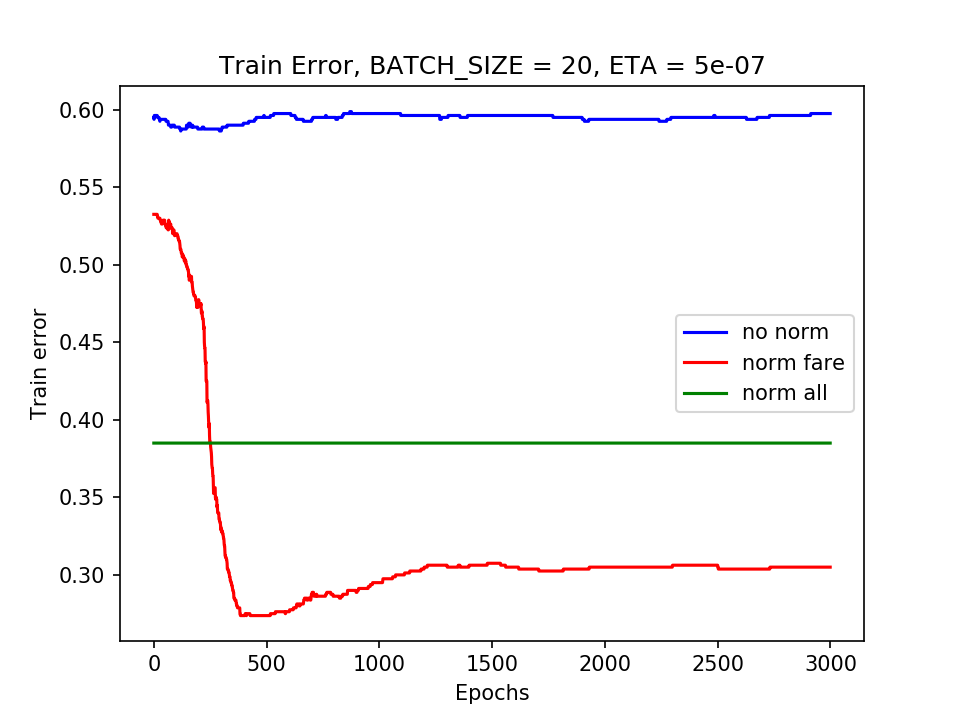 Train Error, BATCH_SIZE = 20, ETA = 5e-07
0.60
0.55
0.50
0.45
0.40
0.35
0.30
Train error
no norm
norm fare
norm all
0 500 1000 1500 2000 2500 3000
Epochs